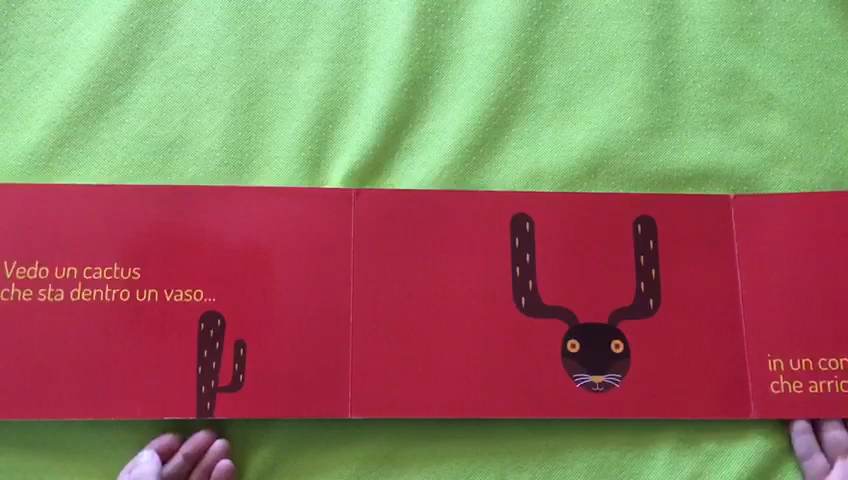 Vedo un cactus
che sta dentro un vaso...
in un
che